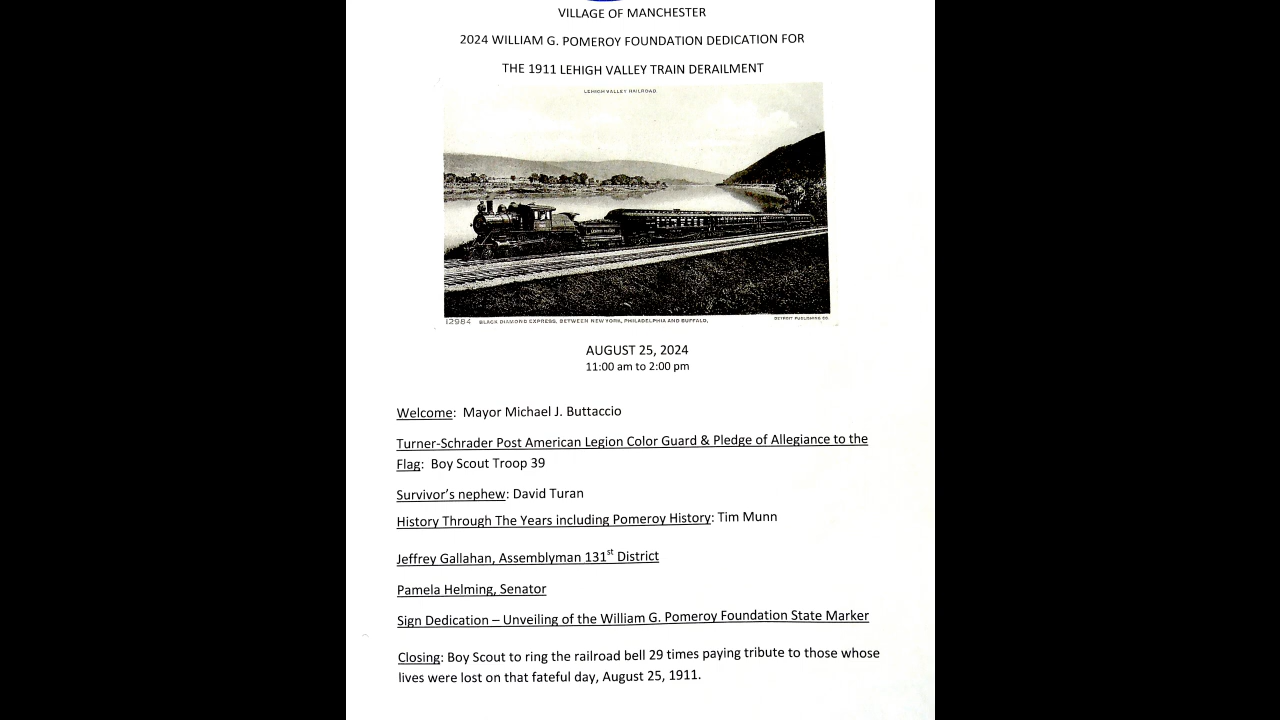 VILLAGE OF MANCHESTER
2024 WILLIAM G. POMEROY FOUNDATION DEDICATION FOR
THE 1911 LEHIGH VALLEY TRAIN DERAILMENT
LEHIGH VALLEY RAILROAD.
12984 BLACK DIAMOND EXPRESS, BETWEEN NEW YORK, PHILADELPHIA AND BUFFALO.
DETROIT PUBLISHING CO.
AUGUST 25, 2024
11:00 am to 2:00 pm
Welcome: Mayor Michael J. Buttaccio
Turner-Schrader Post American Legion Color Guard & Pledge of Allegiance to the
Flag: Boy Scout Troop 39
Survivor's nephew: David Turan
History Through The Years including Pomeroy History: Tim Munn
Jeffrey Gallahan, Assemblyman 131st District
Pamela Helming, Senator
Sign Dedication – Unveiling of the William G. Pomeroy Foundation State Marker
Closing: Boy Scout to ring the railroad bell 29 times paying tribute to those whose
lives were lost on that fateful day, August 25, 1911.